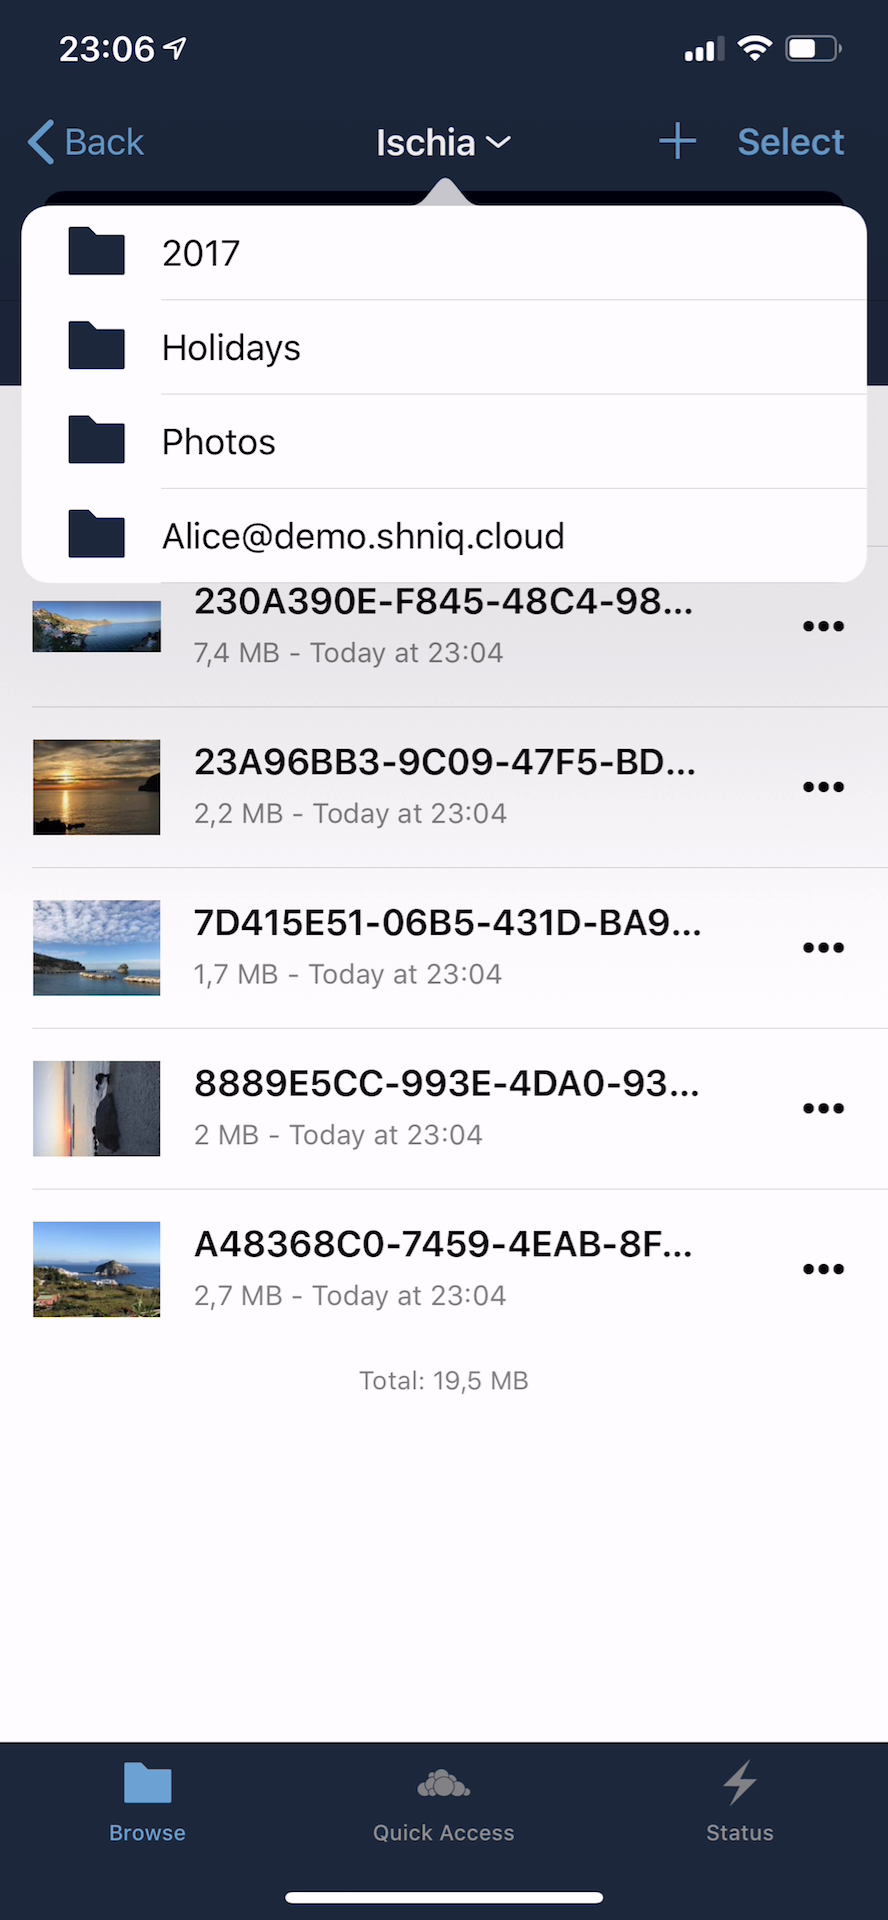 23:06
Back
Ischia
Select
2017
Holidays
Photos
Alice@demo.shniq.cloud
230A390E-F845-48C4-98...
7,4 MB - Today at 23:04
23A96BB3-9C09-47F5-BD...
2,2 MB - Today at 23:04
7D415E51-06B5-431D-BA9...
1,7 MB - Today at 23:04
8889E5CC-993E-4DA0-93...
2 MB - Today at 23:04
A48368C0-7459-4EAB-8F...
2,7 MB - Today at 23:04
Total: 19,5 MB
Browse
Quick Access
Status